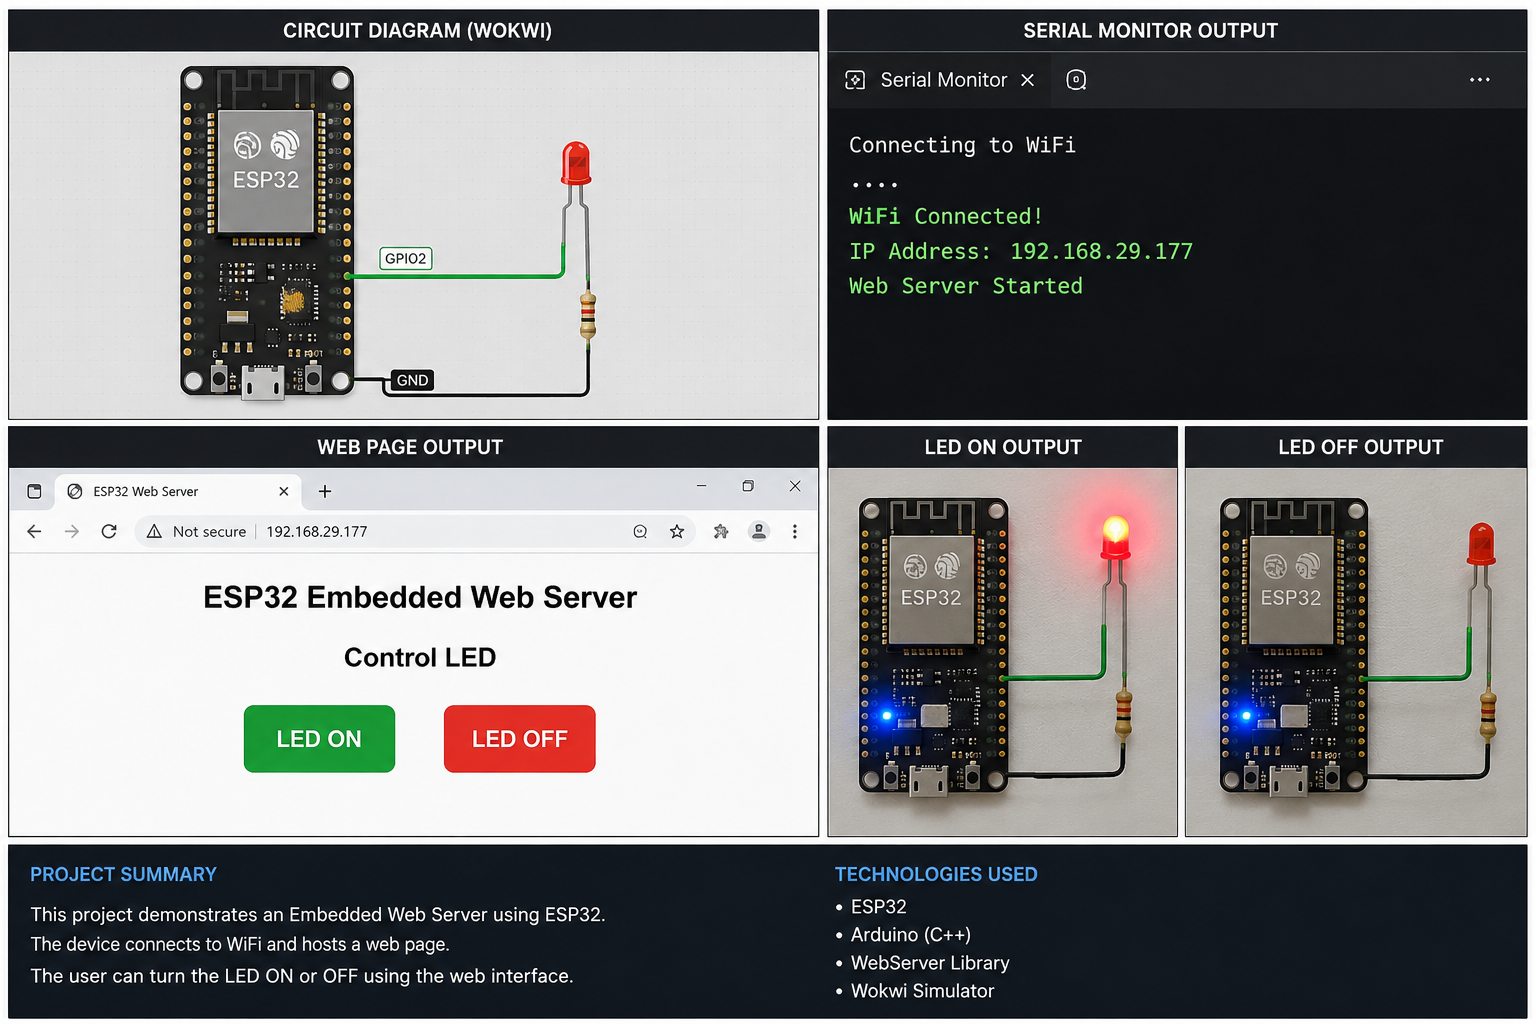 CIRCUIT DIAGRAM (WOKWI)
ESP32
GPIO2
GND
SERIAL MONITOR OUTPUT
Serial Monitor
Connecting to WiFi
....
WiFi Connected!
IP Address: 192.168.29.177
Web Server Started
WEB PAGE OUTPUT
ESP32 Web Server
Not secure 192.168.29.177
ESP32 Embedded Web Server
Control LED
LED ON
LED OFF
LED ON OUTPUT
ESP32
LED OFF OUTPUT
ESP32
PROJECT SUMMARY
This project demonstrates an Embedded Web Server using ESP32.
The device connects to WiFi and hosts a web page.
The user can turn the LED ON or OFF using the web interface.
TECHNOLOGIES USED
• ESP32
• Arduino (C++)
• WebServer Library
• Wokwi Simulator